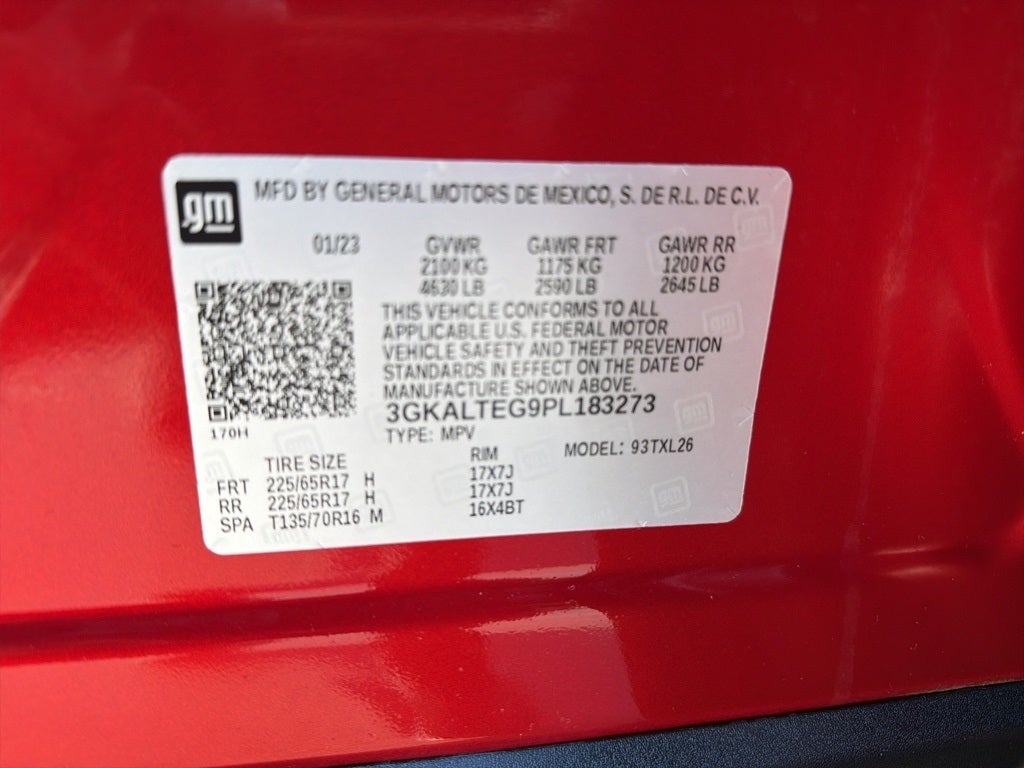 gm
MFD BY GENERAL MOTORS DE MEXICO, S. DE R.L. DE C.V.
01/23 GVWR GAWR FRT GAWR RR
2100 KG 1175 KG 1200 KG
4630 LB 2590 LB 2645 LB
THIS VEHICLE CONFORMS TO ALL
APPLICABLE U.S. FEDERAL MOTOR
VEHICLE SAFETY AND THEFT PREVENTION
STANDARDS IN EFFECT ON THE DATE OF
MANUFACTURE SHOWN ABOVE.
3GKALTEG9PL183273
170H
TYPE: MPV MODEL: 93TXL26
TIRE SIZE RIM
FRT 225/65R17 H 17X7J
RR 225/65R17 H 17X7J
SPA T135/70R16 M 16X4BT